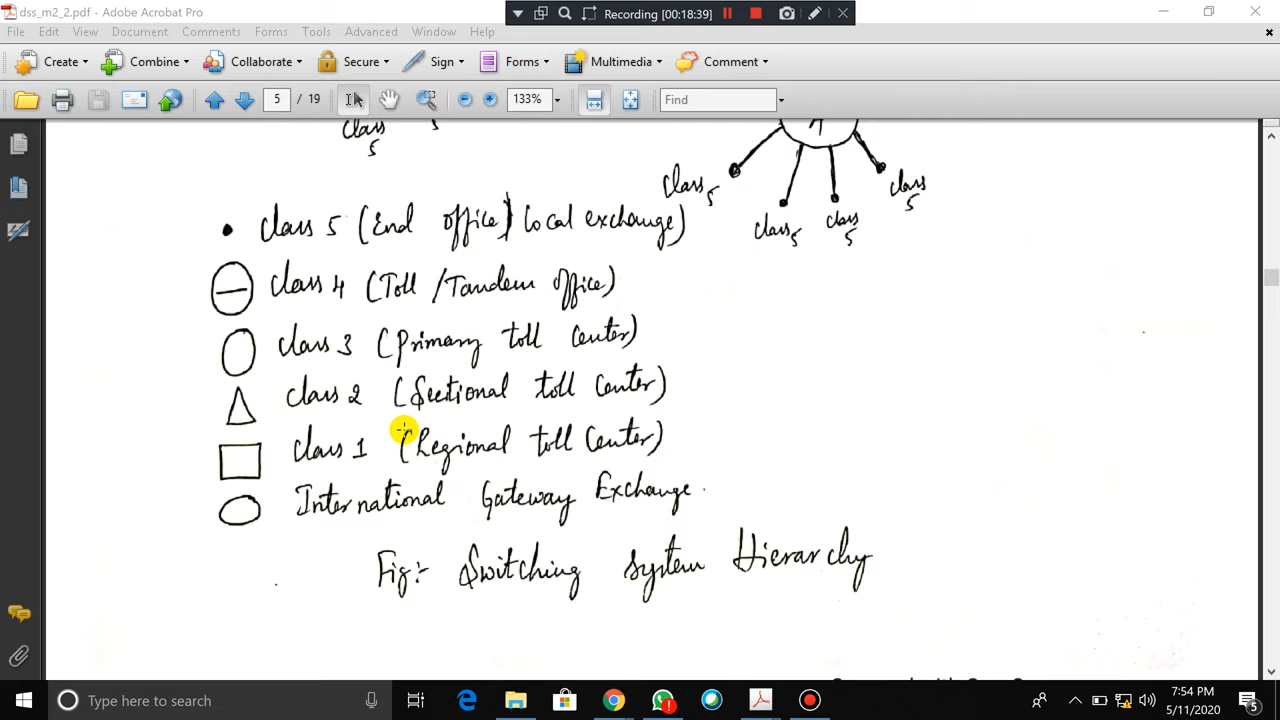 dss_m2_2.pdf - Adobe Acrobat Pro
Recording [00:18:39]
File Edit View Document Comments Forms Tools Advanced Window Help
Create Combine Collaborate Secure Sign Forms Multimedia Comment
5 / 19 133% Find
class 5
5
class 5
class 5
class 5
class 5
class 5 (End office) local exchange)
class 4 (Toll /Tandem office)
class 3 (Primary toll center)
class 2 (Sectional toll center)
class 1 (Regional toll center)
International Gateway Exchange.
Fig:- Switching system Hierarchy
Type here to search
7:54 PM
5/11/2020
5